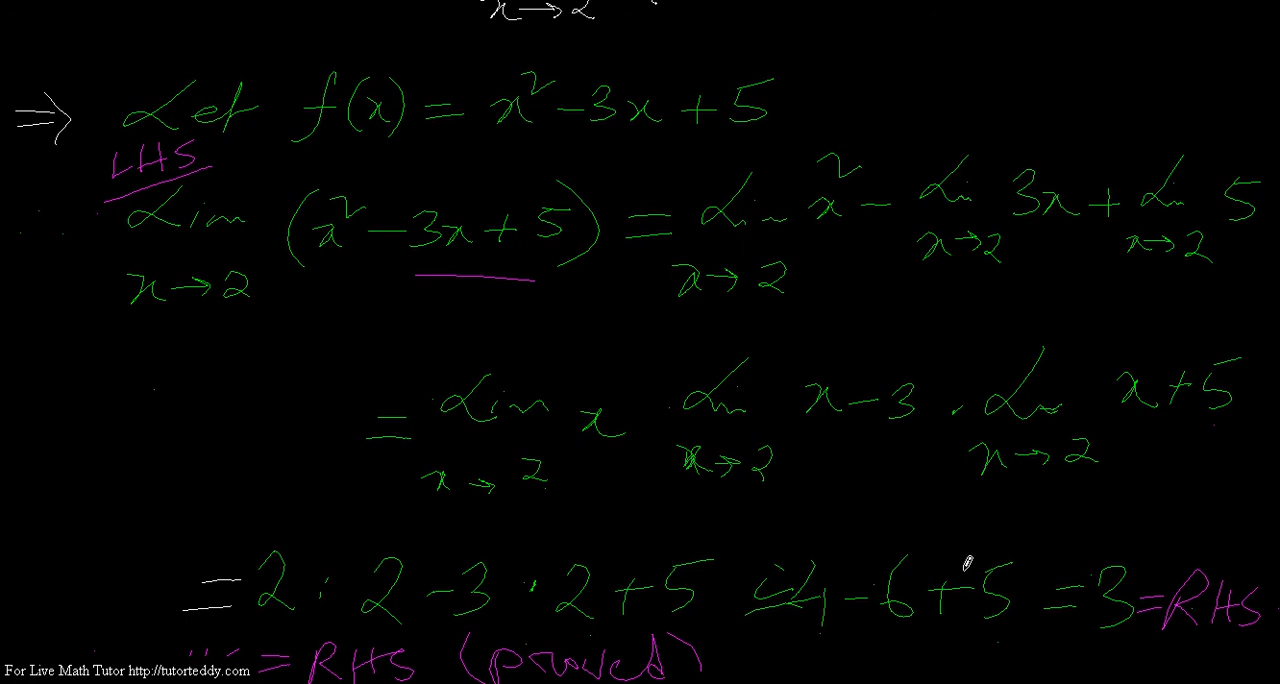 x→2
⇒ Let f(x) = x² - 3x + 5
LHS
Lim x→2 (x² - 3x + 5) = Lim x→2 x² - Lim x→2 3x + Lim x→2 5
= Lim x→2 x . Lim x→2 x - 3 . Lim x→2 x + 5
= 2 . 2 - 3 . 2 + 5 = 4 - 6 + 5 = 3 = RHS
= RHS (proved)
For Live Math Tutor http://tutorteddy.com/